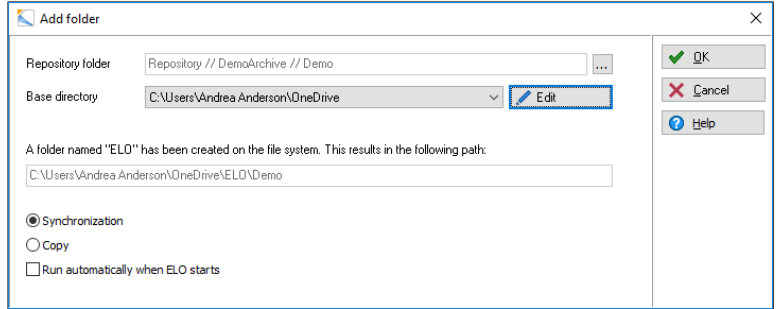 Add folder
Repository folder
Repository // DemoArchive // Demo
...
OK
Base directory
C:\Users\Andrea Anderson\OneDrive
Edit
Cancel
Help
A folder named "ELO" has been created on the file system. This results in the following path:
C:\Users\Andrea Anderson\OneDrive\ELO\Demo
Synchronization
Copy
Run automatically when ELO starts